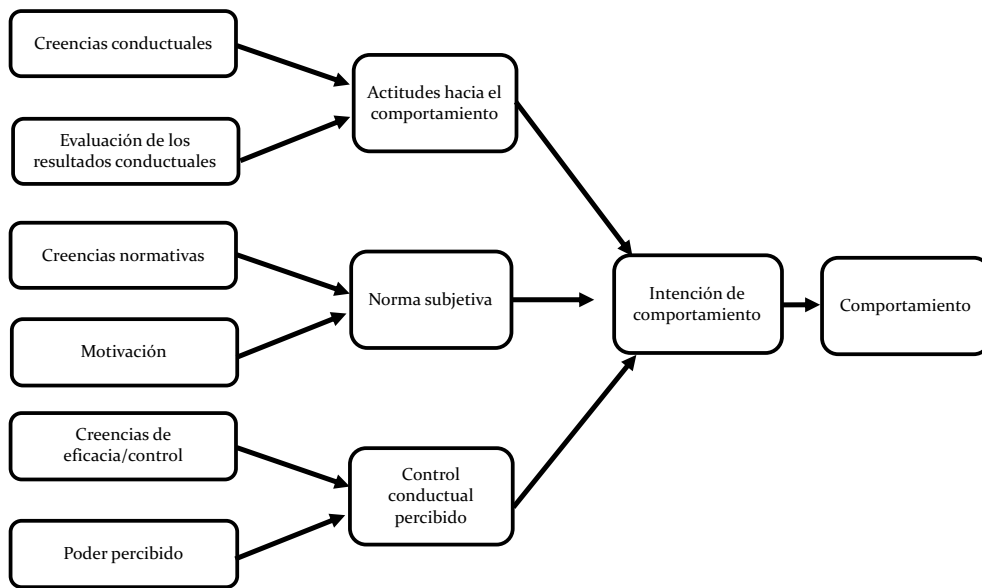 Creencias conductuales
Evaluación de los
resultados conductuales
Creencias normativas
Motivación
Creencias de
eficacia/control
Poder percibido
Actitudes hacia el
comportamiento
Norma subjetiva
Control
conductual
percibido
Intención de
comportamiento
Comportamiento